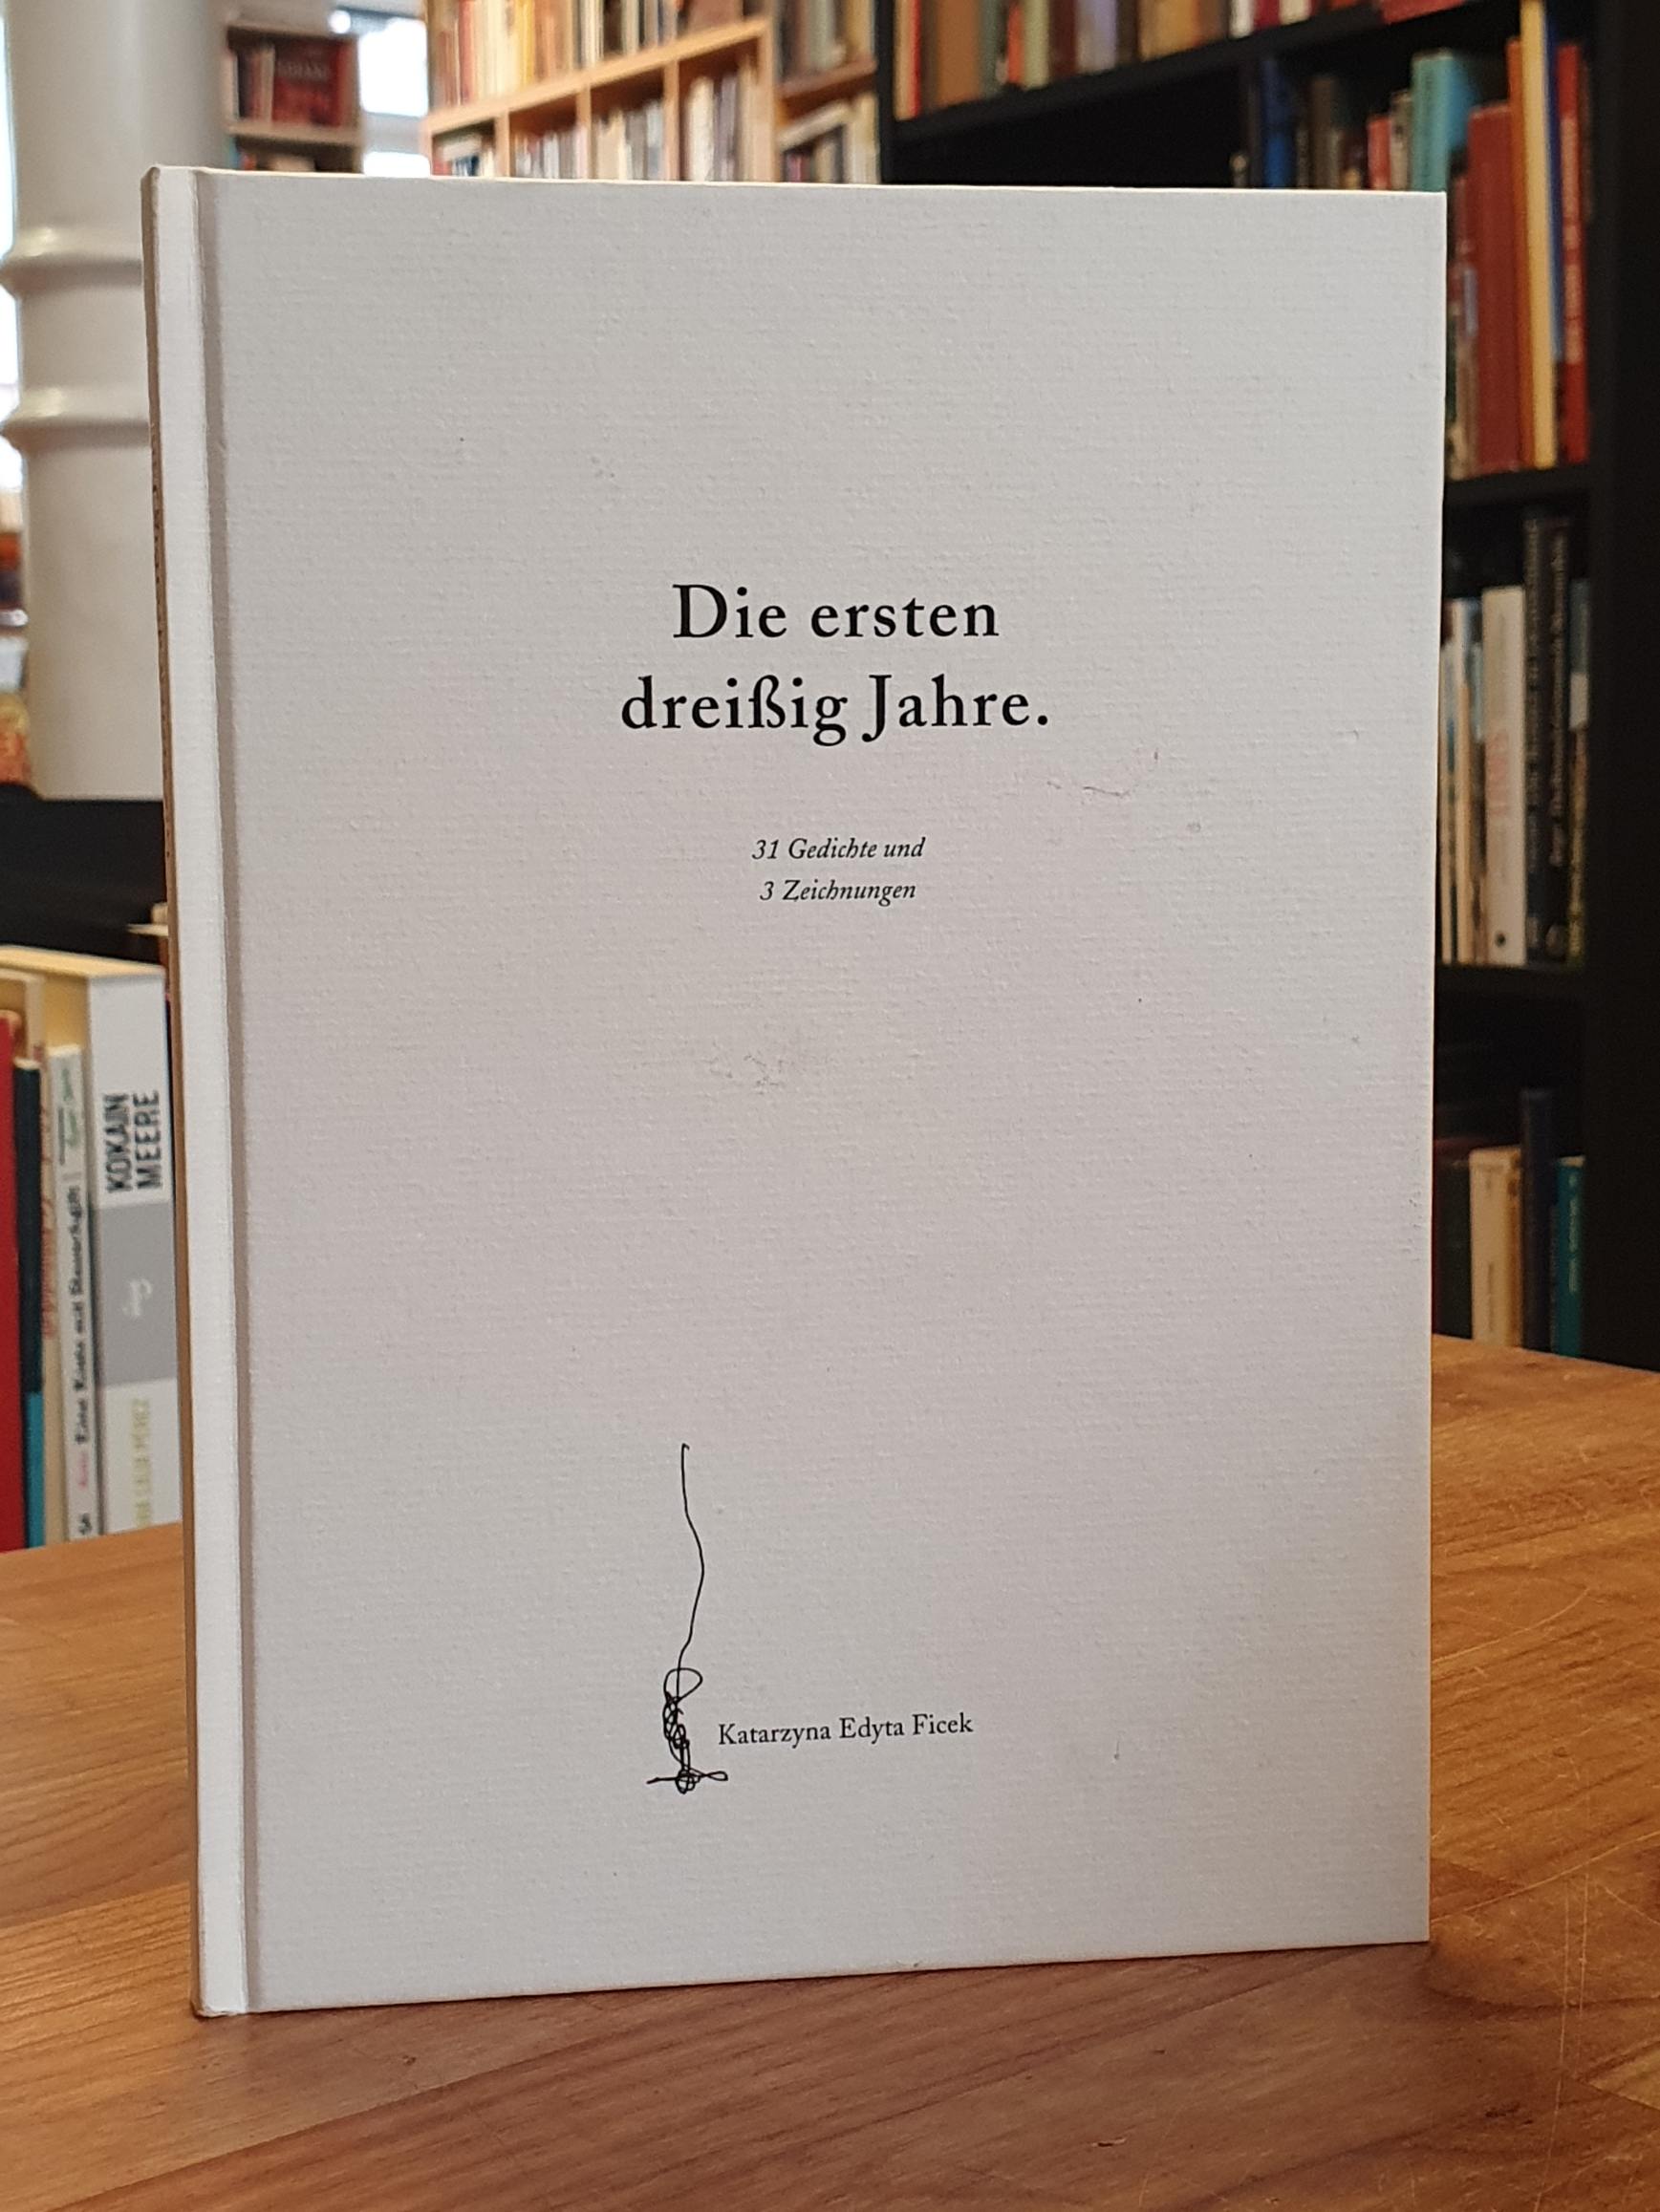 Die ersten
dreißig Jahre.
31 Gedichte und
3 Zeichnungen
Katarzyna Edyta Ficek
KOKAIN
MEERE